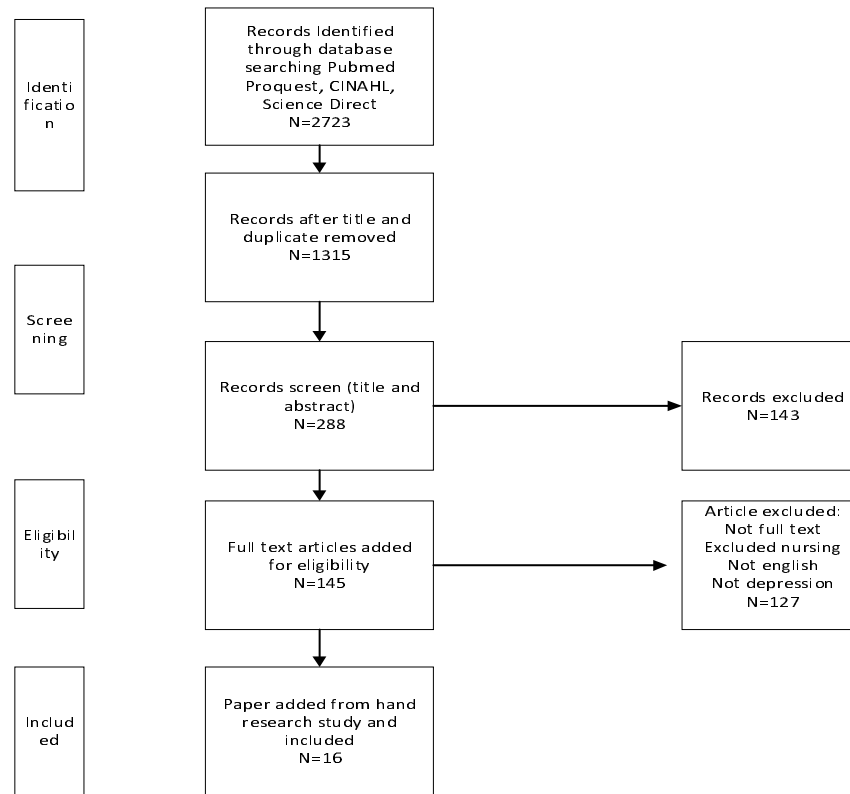 Identi
ficatio
n
Records Identified
through database
searching Pubmed
Proquest, CINAHL,
Science Direct
N=2723
Records after title and
duplicate removed
N=1315
Scree
ning
Records screen (title and
abstract)
N=288
Records excluded
N=143
Eligibil
ity
Full text articles added
for eligibility
N=145
Article excluded:
Not full text
Excluded nursing
Not english
Not depression
N=127
Includ
ed
Paper added from hand
research study and
included
N=16